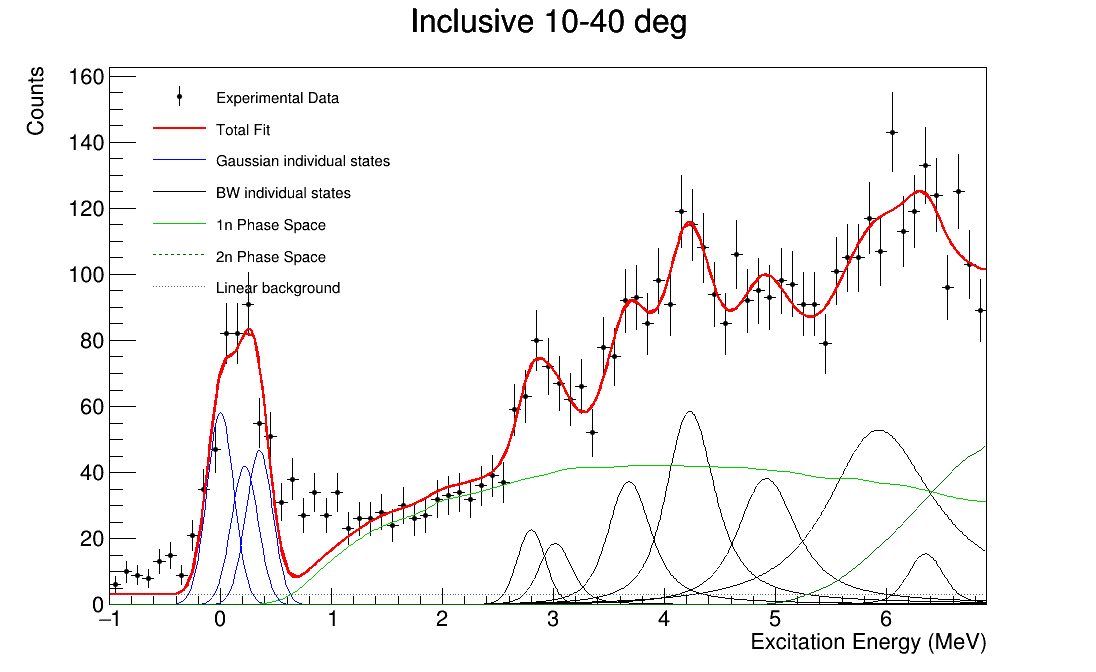 Inclusive 10-40 deg
Counts
160
140
120
100
80
60
40
20
0
Experimental Data
Total Fit
Gaussian individual states
BW individual states
1n Phase Space
2n Phase Space
Linear background
−1 0 1 2 3 4 5 6
Excitation Energy (MeV)